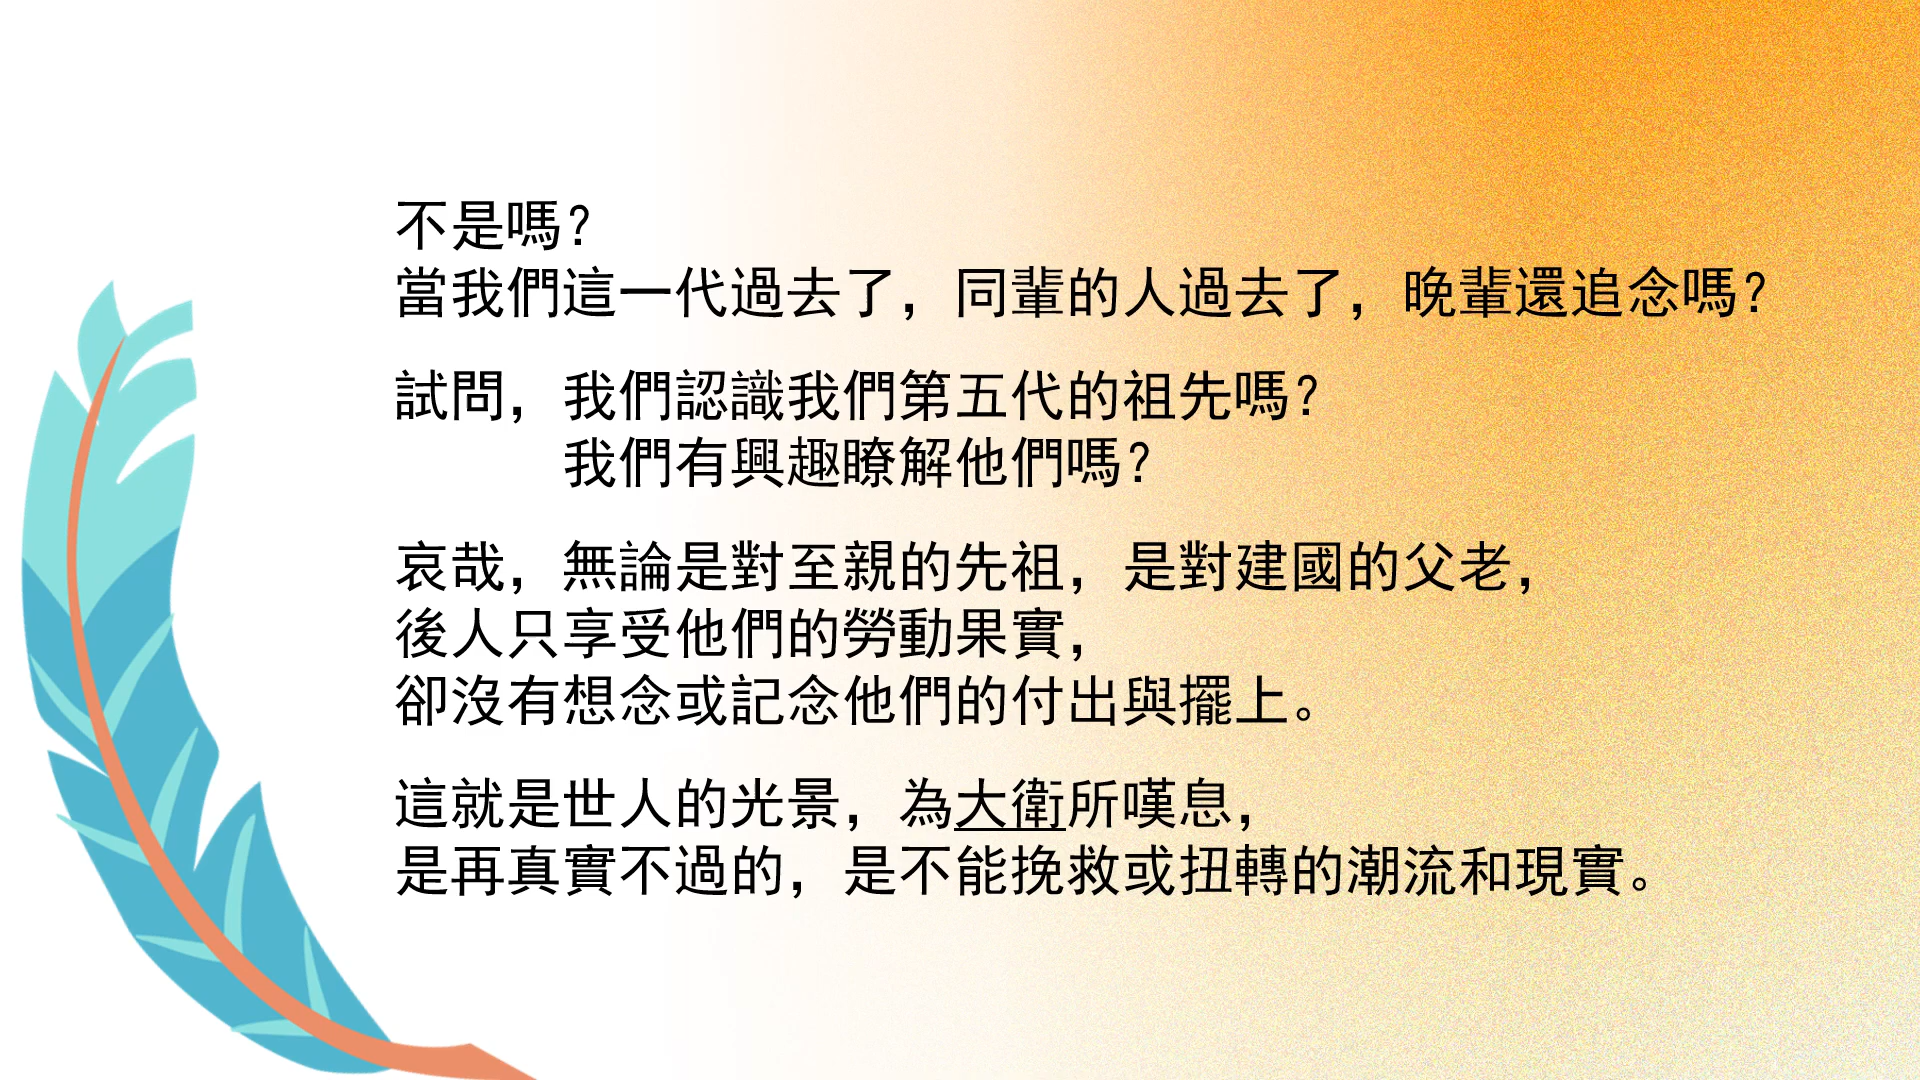 不是嗎？
當我們這一代過去了，同輩的人過去了，晚輩還追念嗎？
試問，我們認識我們第五代的祖先嗎？
我們有興趣瞭解他們嗎？
哀哉，無論是對至親的先祖，是對建國的父老，
後人只享受他們的勞動果實，
卻沒有想念或記念他們的付出與擺上。
這就是世人的光景，為大衛所嘆息，
是再真實不過的，是不能挽救或扭轉的潮流和現實。